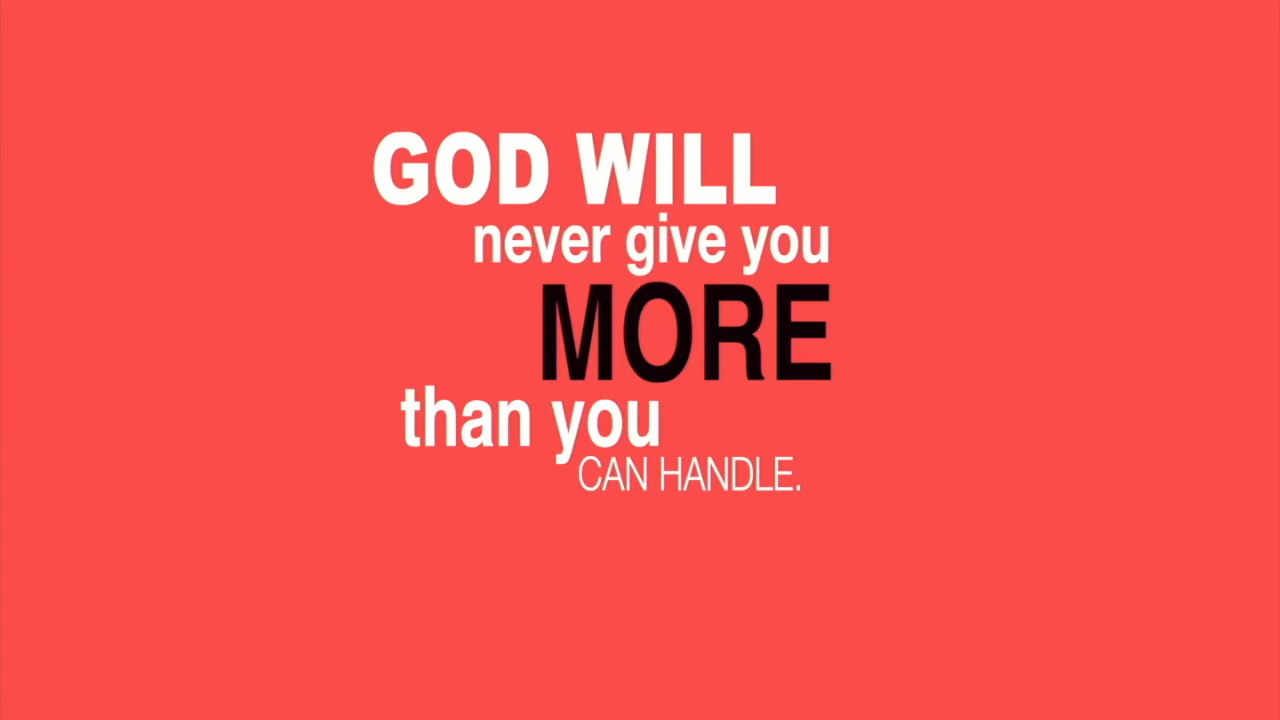 GOD WILL
never give you
MORE
than you
CAN HANDLE.